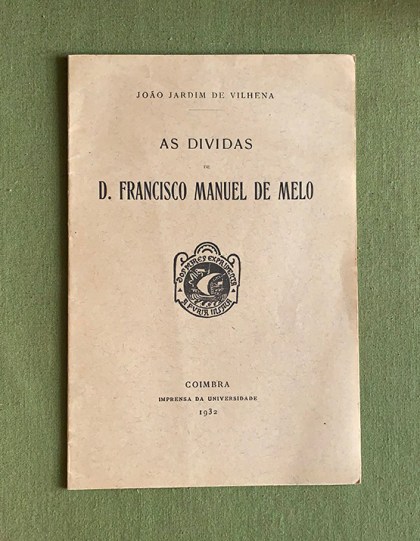 JOÃO JARDIM DE VILHENA
AS DIVIDAS
DE
D. FRANCISCO MANUEL DE MELO
COIMBRA
IMPRENSA DA UNIVERSIDADE
1932